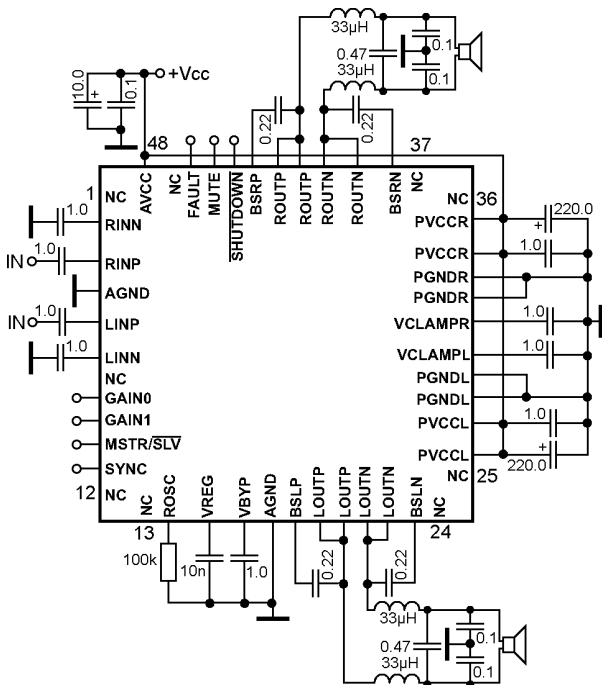 33µH
0.47
33µH
0.1
0.1
10.0
+
0.1
+Vcc
0.22
0.22
48
37
1
NC
AVCC
NC
FAULT
MUTE
SHUTDOWN
BSRP
ROUTP
ROUTP
ROUTN
ROUTN
BSRN
NC
NC
36
1.0
RINN
IN
1.0
RINP
AGND
IN
1.0
LINP
1.0
LINN
NC
GAIN0
GAIN1
MSTR/SLV
SYNC
12
NC
PVCCR
+
220.0
PVCCR
1.0
PGNDR
PGNDR
VCLAMPR
1.0
VCLAMPL
1.0
PGNDL
PGNDL
PVCCL
1.0
PVCCL
+
220.0
NC
25
NC
ROSC
VREG
VBYP
AGND
BSLP
LOUTP
LOUTP
LOUTN
LOUTN
BSLN
NC
13
24
100k
10n
1.0
0.22
0.22
33µH
0.47
33µH
0.1
0.1